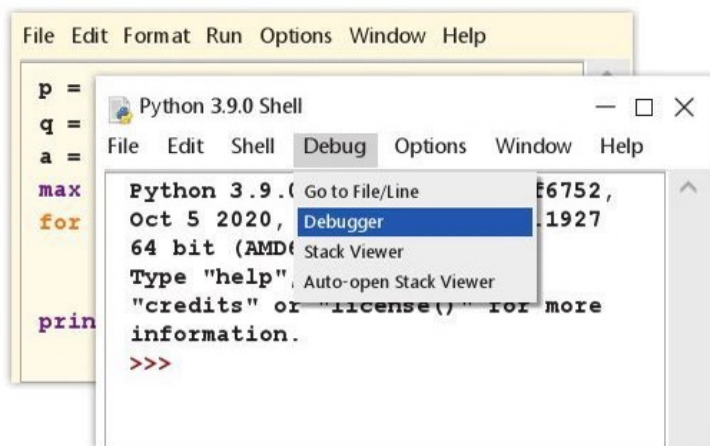 File Edit Format Run Options Window Help
p =
q =
a =
max
for
prin
Python 3.9.0 Shell
File Edit Shell Debug Options Window Help
Go to File/Line
Debugger
Stack Viewer
Auto-open Stack Viewer
Python 3.9.0 f6752,
Oct 5 2020, .1927
64 bit (AMD6
Type "help",
"credits" or "license()" for more
information.
>>>